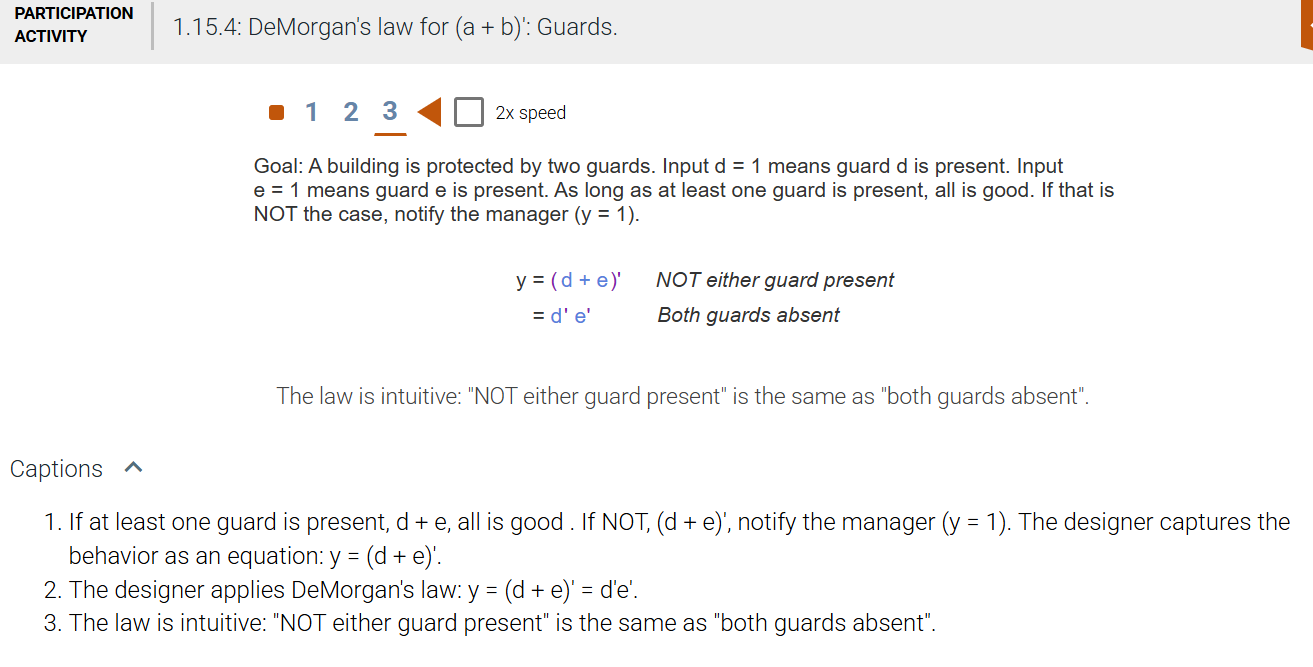 PARTICIPATION
ACTIVITY
1.15.4: DeMorgan's law for (a + b)': Guards.
1 2 3 2x speed
Goal: A building is protected by two guards. Input d = 1 means guard d is present. Input
e = 1 means guard e is present. As long as at least one guard is present, all is good. If that is
NOT the case, notify the manager (y = 1).
y = (d + e)' NOT either guard present
= d' e' Both guards absent
The law is intuitive: "NOT either guard present" is the same as "both guards absent".
Captions
1. If at least one guard is present, d + e, all is good . If NOT, (d + e)', notify the manager (y = 1). The designer captures the
behavior as an equation: y = (d + e)'.
2. The designer applies DeMorgan's law: y = (d + e)' = d'e'.
3. The law is intuitive: "NOT either guard present" is the same as "both guards absent".